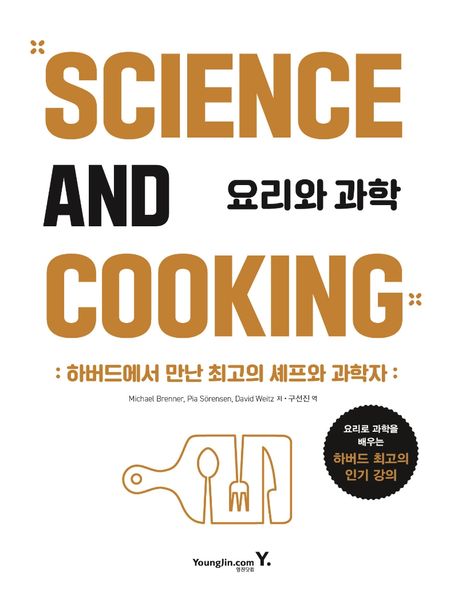 SCIENCE
AND
요리와 과학
COOKING
: 하버드에서 만난 최고의 셰프와 과학자 :
Michael Brenner, Pia Sörensen, David Weitz 저 · 구선진 역
요리로 과학을
배우는
하버드 최고의
인기 강의
YoungJin.com Y.
영진닷컴